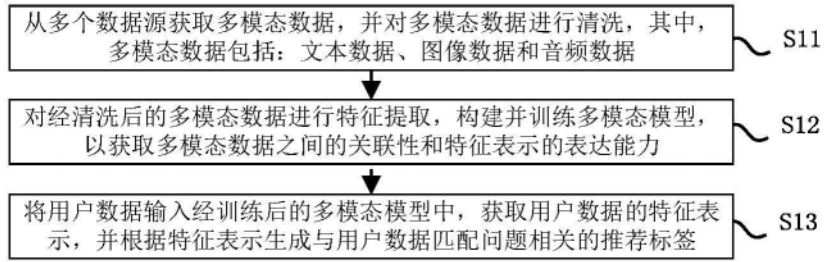 从多个数据源获取多模态数据，并对多模态数据进行清洗，其中，
多模态数据包括：文本数据、图像数据和音频数据
S11
对经清洗后的多模态数据进行特征提取，构建并训练多模态模型，
以获取多模态数据之间的关联性和特征表示的表达能力
S12
将用户数据输入经训练后的多模态模型中，获取用户数据的特征表
示，并根据特征表示生成与用户数据匹配问题相关的推荐标签
S13